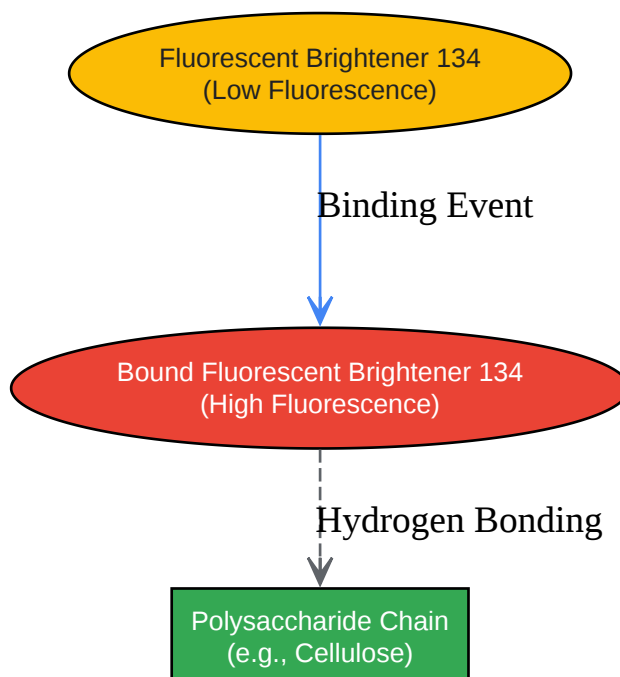 Fluorescent Brightener 134
(Low Fluorescence)
Binding Event
Bound Fluorescent Brightener 134
(High Fluorescence)
Hydrogen Bonding
Polysaccharide Chain
(e.g., Cellulose)